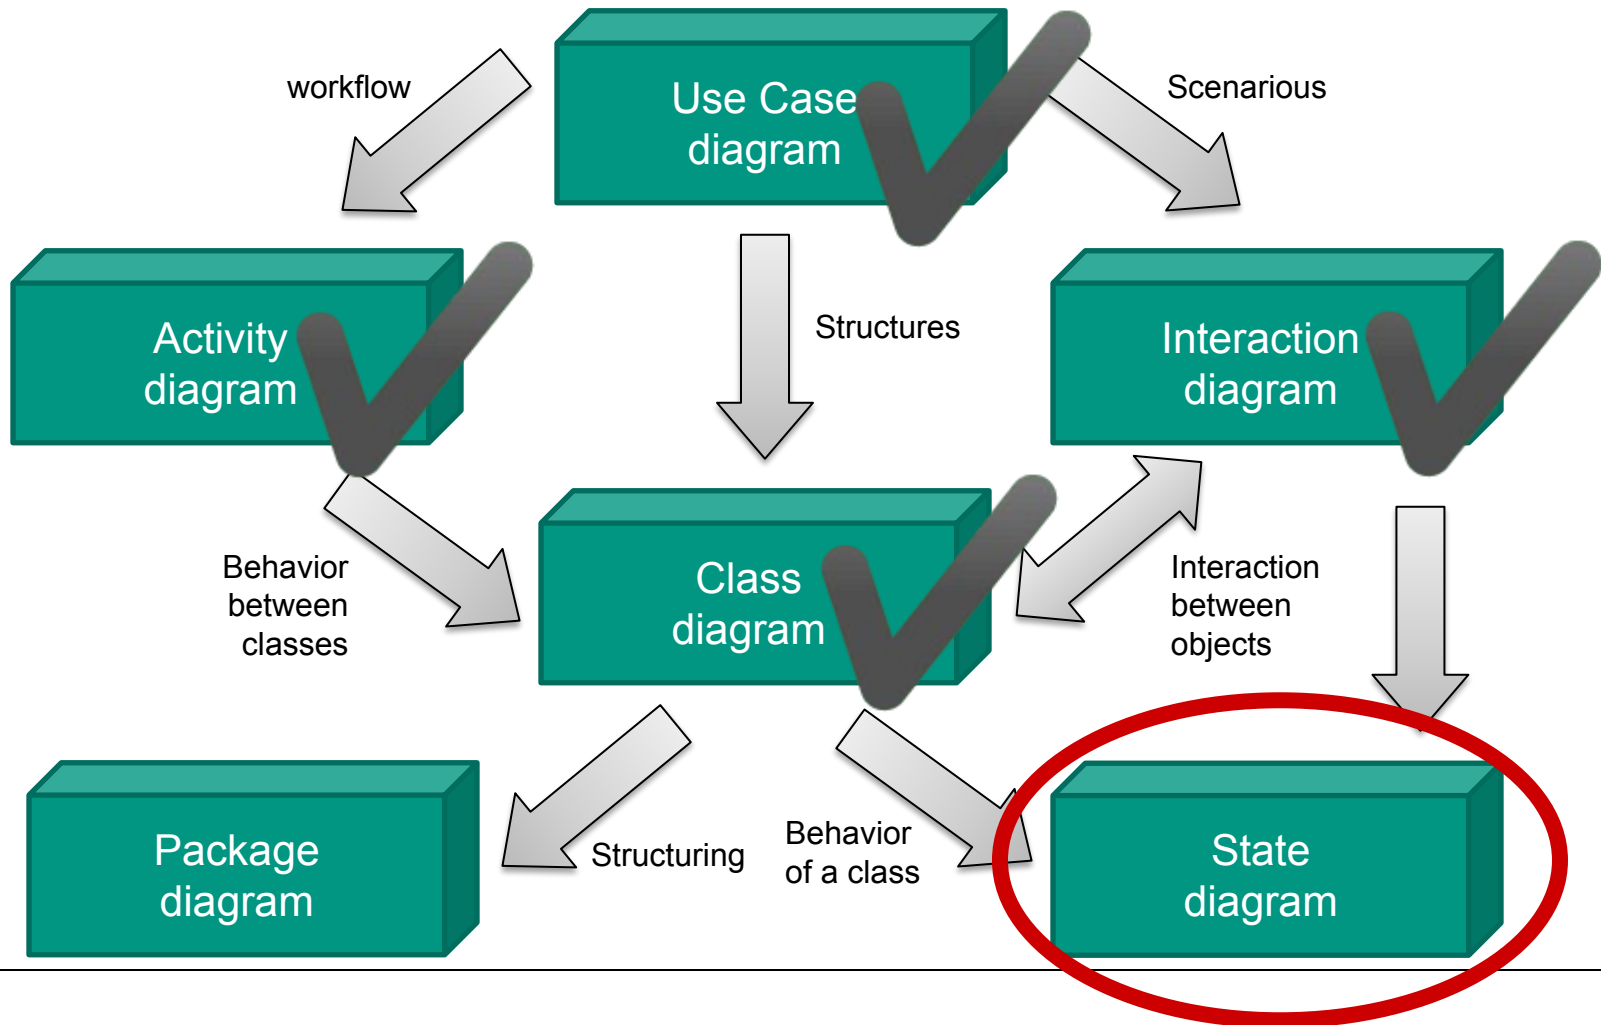 workflow
Use Case
diagram
Scenarious
Activity
diagram
Structures
Interaction
diagram
Behavior
between
classes
Class
diagram
Interaction
between
objects
Package
diagram
Structuring
Behavior
of a class
State
diagram